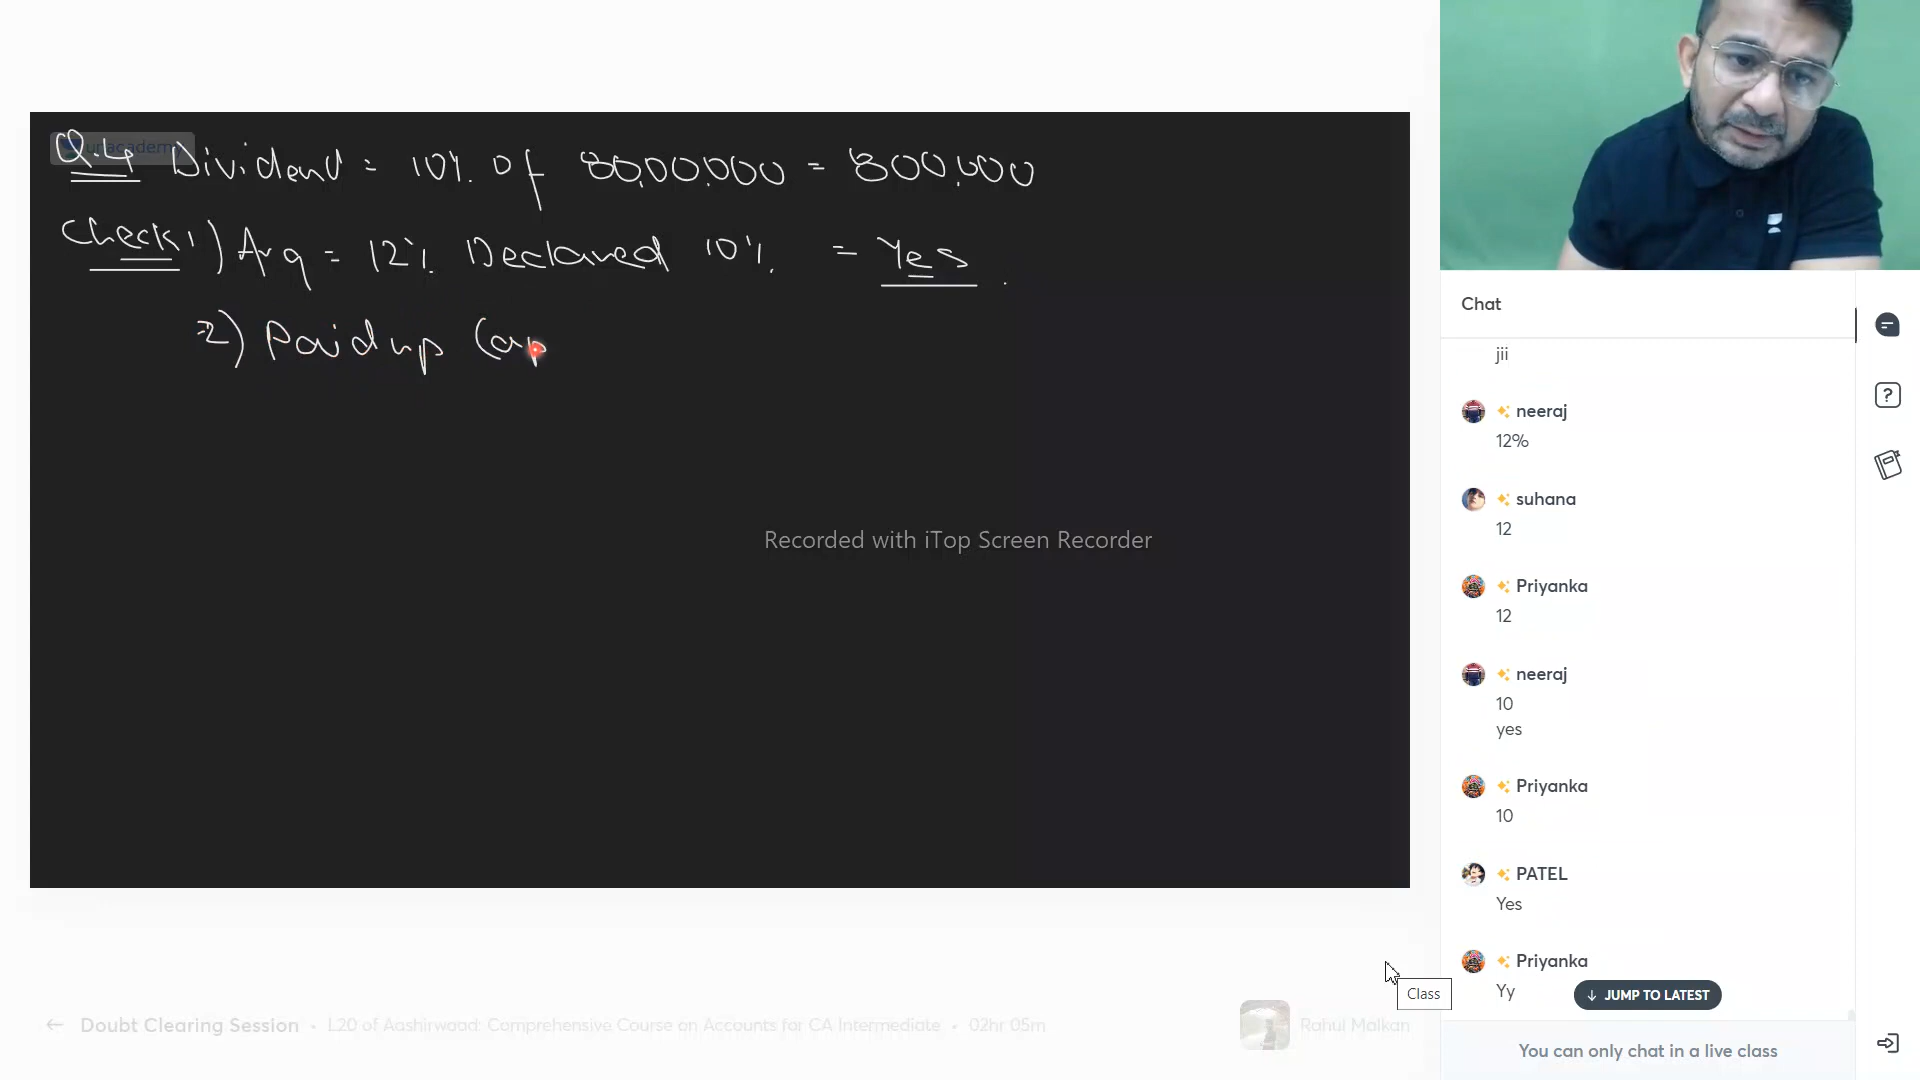 unacademy
Q.4 Dividend = 10% of 80,00,000 = 800,000
Check 1) Avg = 12% Declared 10% = Yes
2) Paidup Cap
Recorded with iTop Screen Recorder
Chat
jii
neeraj
12%
suhana
12
Priyanka
12
neeraj
10
yes
Priyanka
10
PATEL
Yes
Priyanka
Yy
JUMP TO LATEST
You can only chat in a live class
Class
Doubt Clearing Session • L20 of Aashirwaad: Comprehensive Course on Accounts for CA Intermediate • 02hr 05m
Rahul Malkan